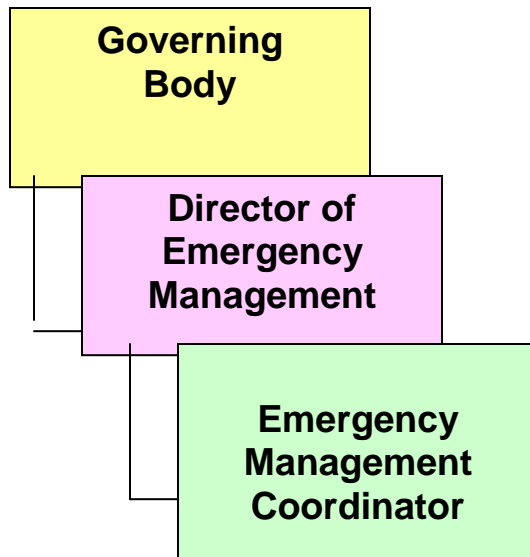 Governing
Body
Director of
Emergency
Management
Emergency
Management
Coordinator